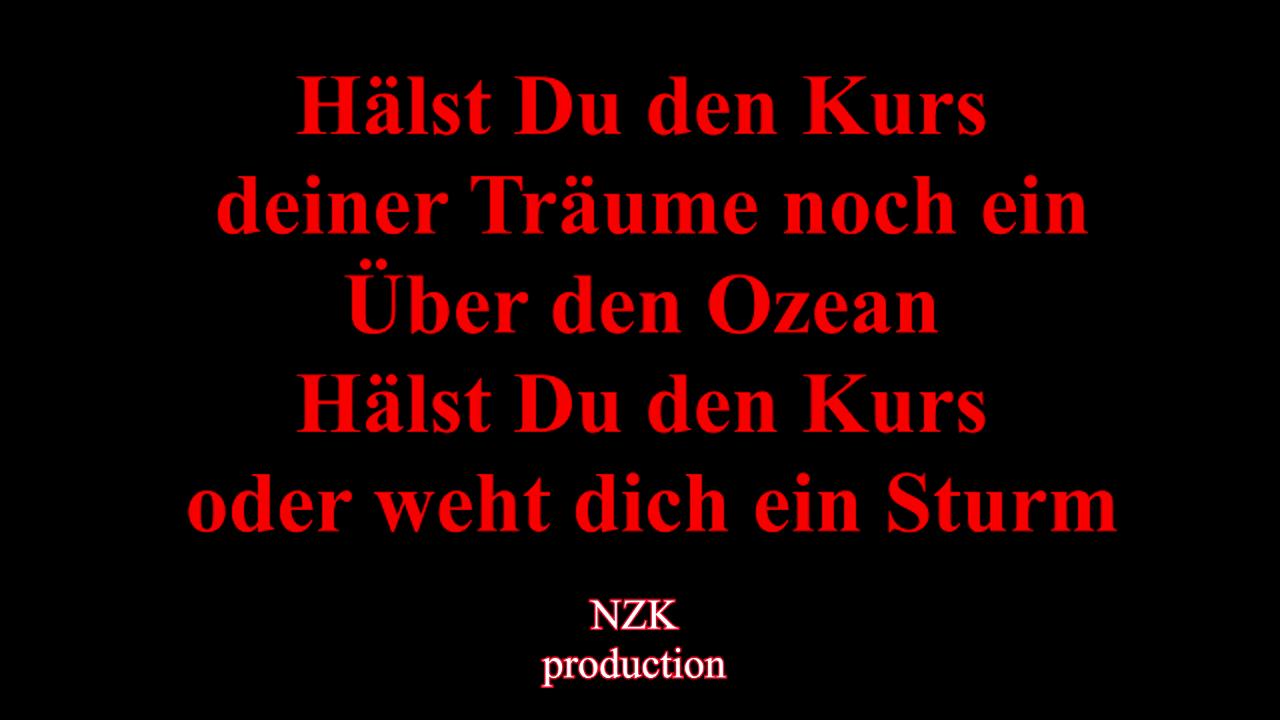 Hälst Du den Kurs
deiner Träume noch ein
Über den Ozean
Hälst Du den Kurs
oder weht dich ein Sturm
NZK
production